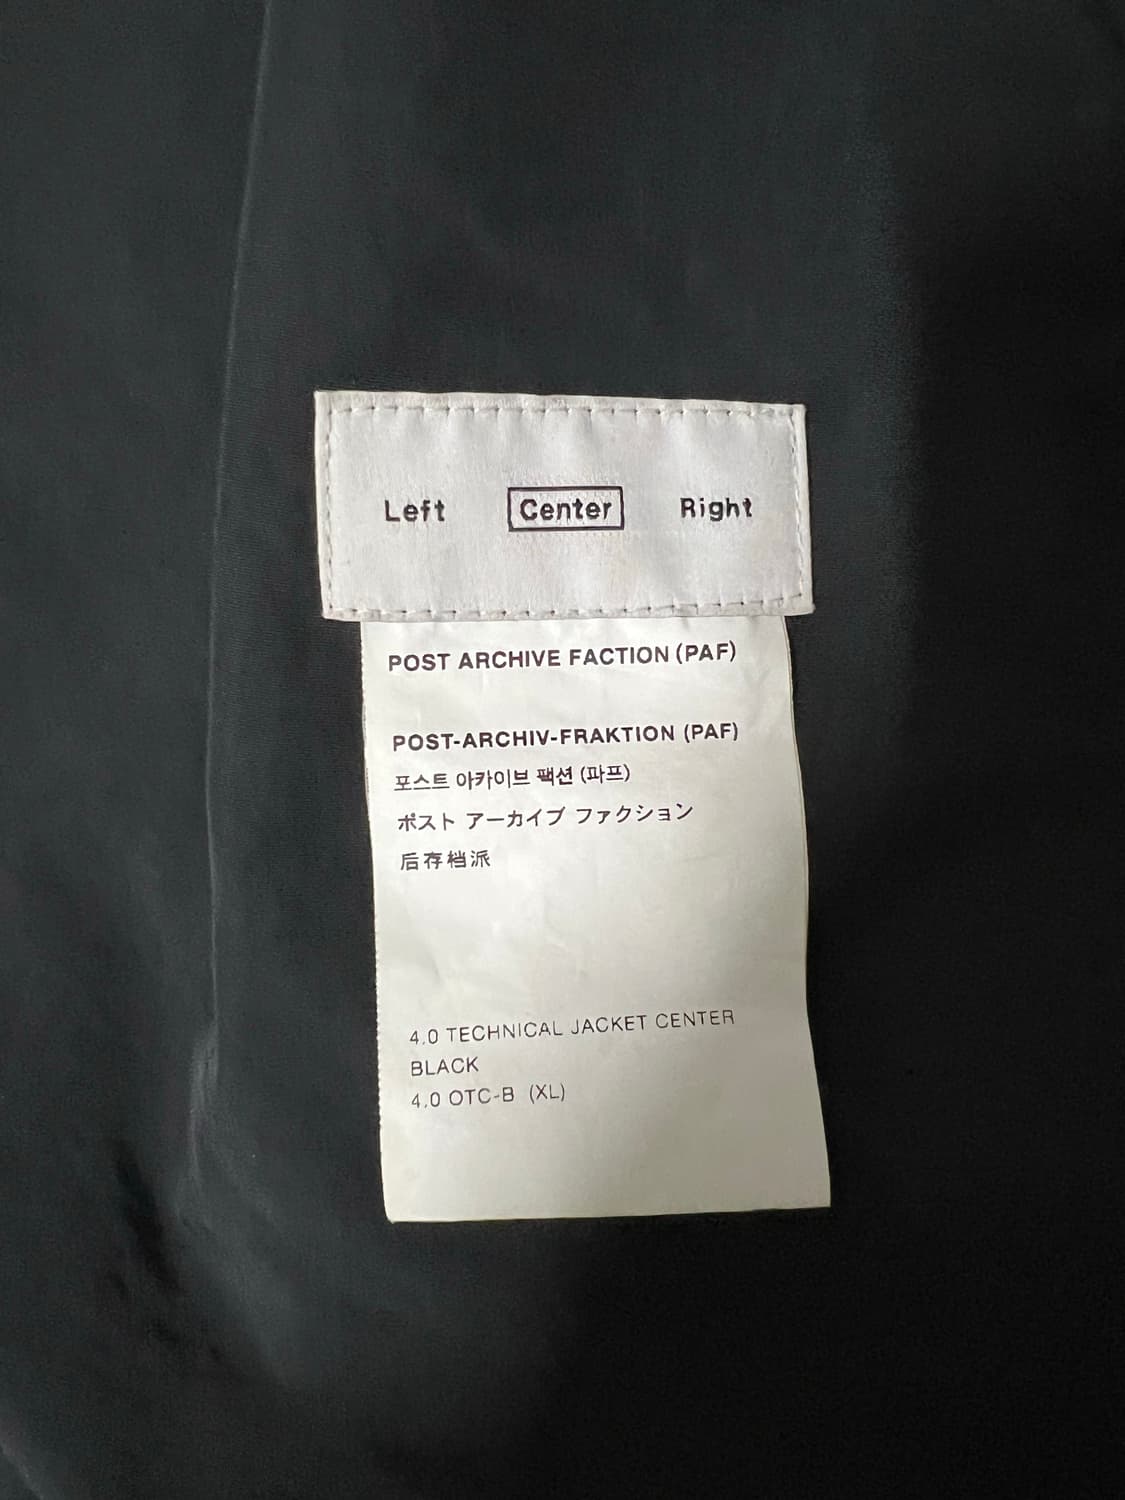 Left Center Right
POST ARCHIVE FACTION (PAF)
POST-ARCHIV-FRAKTION (PAF)
포스트 아카이브 팩션 (파프)
ポスト アーカイブ ファクション
后存档派
4.0 TECHNICAL JACKET CENTER
BLACK
4.0 OTC-B (XL)